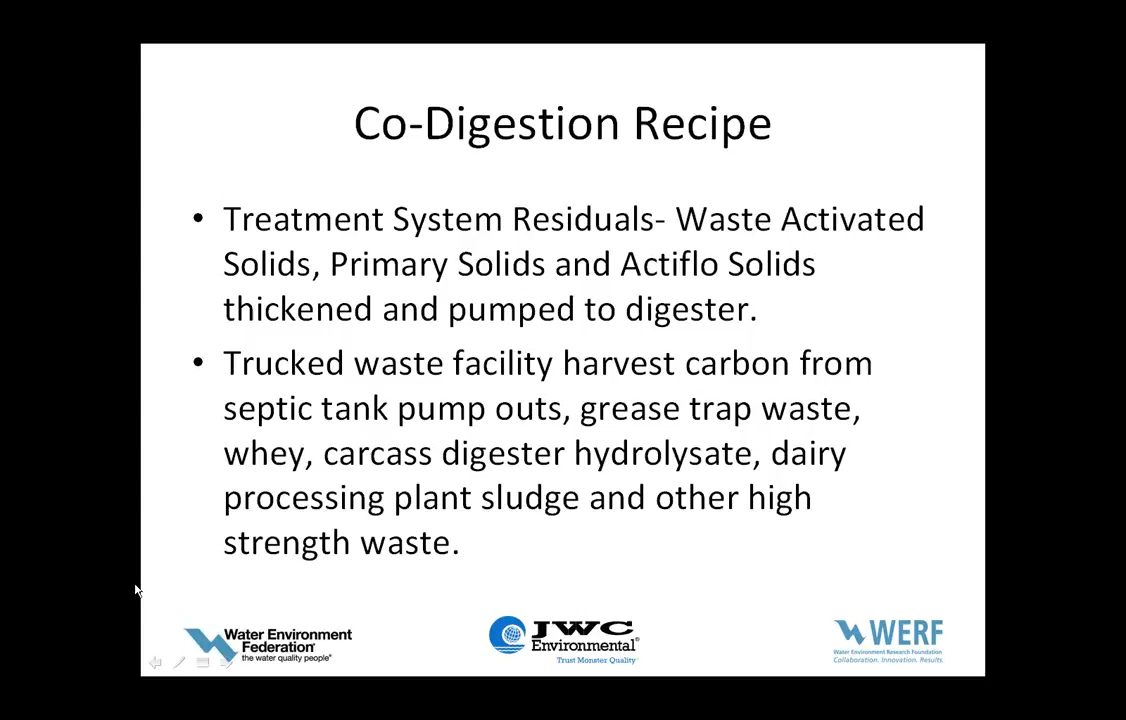 Co-Digestion Recipe
• Treatment System Residuals- Waste Activated
Solids, Primary Solids and Actiflo Solids
thickened and pumped to digester.
• Trucked waste facility harvest carbon from
septic tank pump outs, grease trap waste,
whey, carcass digester hydrolysate, dairy
processing plant sludge and other high
strength waste.
Water Environment
Federation®
the water quality people®
JWC
Environmental®
Trust Monster Quality™
WERF
Water Environment Research Foundation
Collaboration. Innovation. Results.